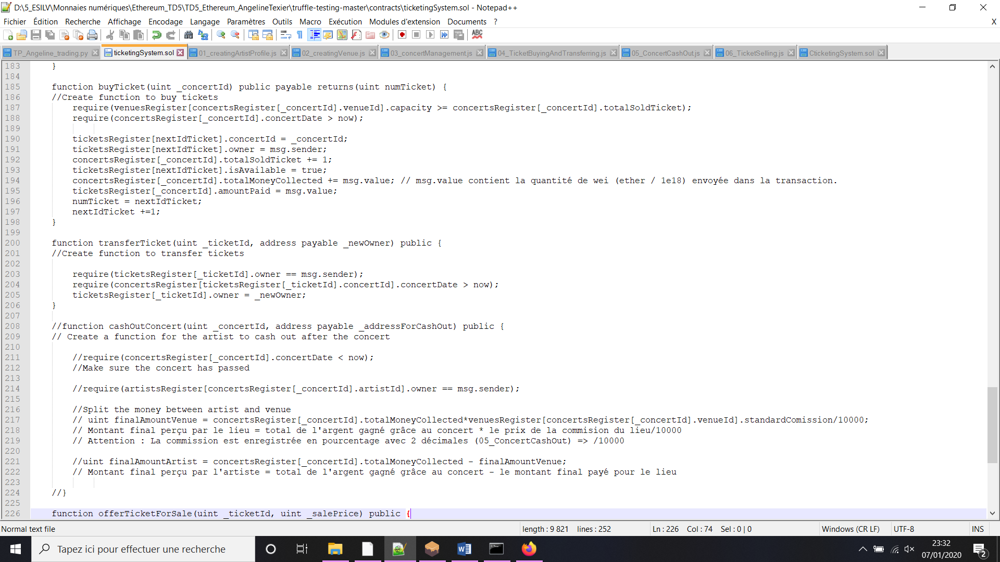 D:\5_ESILV\Monnaies numériques\Ethereum_TD5\TD5_Ethereum_AngelineTexier\truffle-testing-master\contracts\ticketingSystem.sol - Notepad++
Fichier Édition Recherche Affichage Encodage Langage Paramètres Outils Macro Exécution Modules d'extension Documents ? X
ABC
TP_Angeline_trading.py ticketingSystem.sol 01_creatingArtistProfile.js 02_creatingVenue.js 03_concertManagement.js 04_TicketBuyingAndTransferring.js 05_ConcertCashOut.js 06_TicketSelling.js CticketingSystem.sol
183 }
184
185 function buyTicket(uint _concertId) public payable returns(uint numTicket) {
186 //Create function to buy tickets
187 require(venuesRegister[concertsRegister[_concertId].venueId].capacity >= concertsRegister[_concertId].totalSoldTicket);
188 require(concertsRegister[_concertId].concertDate > now);
189
190 ticketsRegister[nextIdTicket].concertId = _concertId;
191 ticketsRegister[nextIdTicket].owner = msg.sender;
192 concertsRegister[_concertId].totalSoldTicket += 1;
193 ticketsRegister[nextIdTicket].isAvailable = true;
194 concertsRegister[_concertId].totalMoneyCollected += msg.value; // msg.value contient la quantité de wei (ether / 1e18) envoyée dans la transaction.
195 ticketsRegister[_concertId].amountPaid = msg.value;
196 numTicket = nextIdTicket;
197 nextIdTicket +=1;
198 }
199
200 function transferTicket(uint _ticketId, address payable _newOwner) public {
201 //Create function to transfer tickets
202
203 require(ticketsRegister[_ticketId].owner == msg.sender);
204 require(concertsRegister[ticketsRegister[_ticketId].concertId].concertDate > now);
205 ticketsRegister[_ticketId].owner = _newOwner;
206 }
207
208 //function cashOutConcert(uint _concertId, address payable _addressForCashOut) public {
209 // Create a function for the artist to cash out after the concert
210
211 //require(concertsRegister[_concertId].concertDate < now);
212 //Make sure the concert has passed
213
214 //require(artistsRegister[concertsRegister[_concertId].artistId].owner == msg.sender);
215
216 //Split the money between artist and venue
217 // uint finalAmountVenue = concertsRegister[_concertId].totalMoneyCollected*venuesRegister[concertsRegister[_concertId].venueId].standardComission/10000;
218 // Montant final perçu par le lieu = total de l'argent gagné grâce au concert * le prix de la commision du lieu/10000
219 // Attention : La commission est enregistrée en pourcentage avec 2 décimales (05_ConcertCashOut) => /10000
220
221 //uint finalAmountArtist = concertsRegister[_concertId].totalMoneyCollected - finalAmountVenue;
222 // Montant final perçu par l'artiste = total de l'argent gagné grâce au concert - le montant final payé pour le lieu
223
224 //}
225
226 function offerTicketForSale(uint _ticketId, uint _salePrice) public {
Normal text file length : 9 821 lines : 252 Ln : 226 Col : 74 Sel : 0 | 0 Windows (CR LF) UTF-8 INS
Tapez ici pour effectuer une recherche
23:32
07/01/2020
2